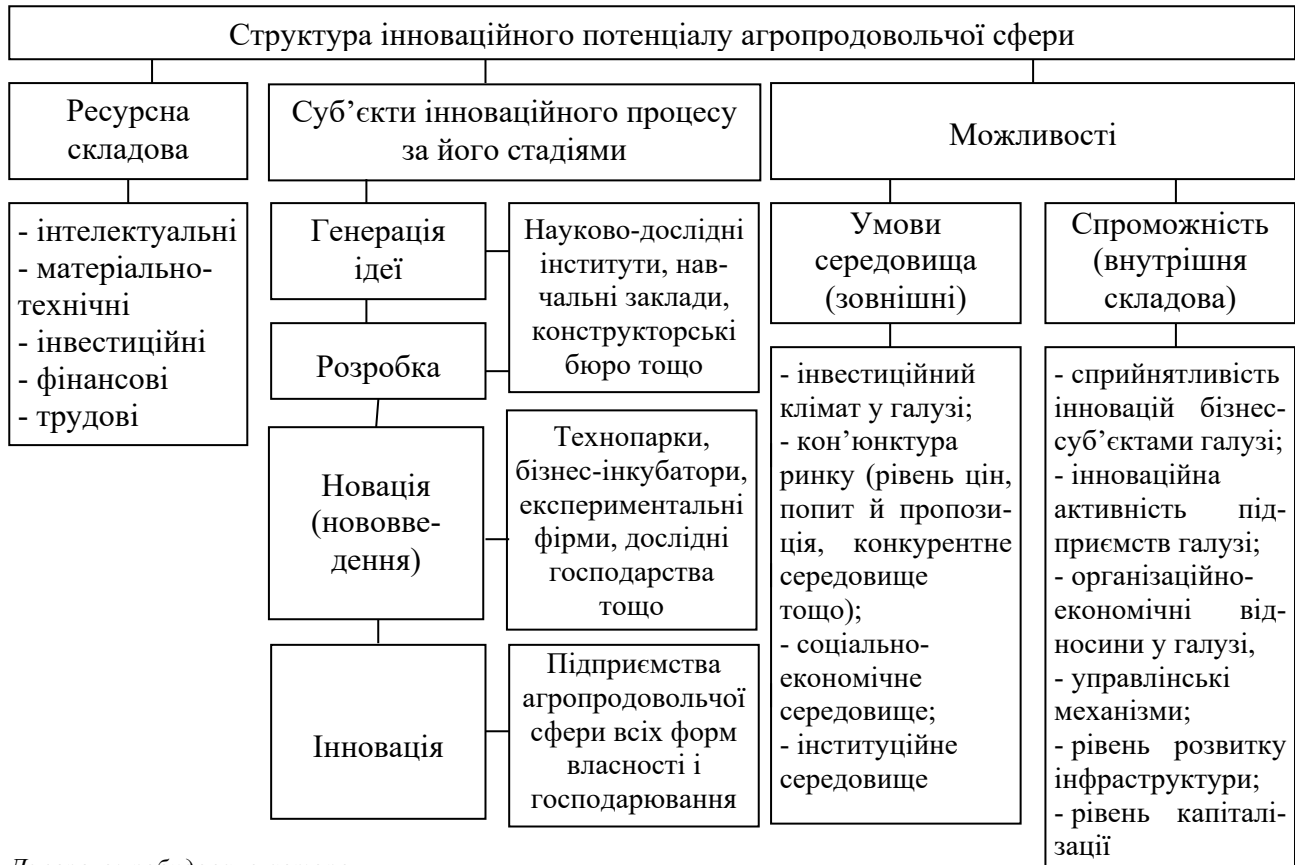 Структура інноваційного потенціалу агропродовольчої сфери
Ресурсна
складова
Суб’єкти інноваційного процесу
за його стадіями
Можливості
- інтелектуальні
- матеріально-
технічні
- інвестиційні
- фінансові
- трудові
Генерація
ідеї
Науково-дослідні
інститути, нав-
чальні заклади,
конструкторські
бюро тощо
Розробка
Новація
(нововве-
дення)
Технопарки,
бізнес-інкубатори,
експериментальні
фірми, дослідні
господарства
тощо
Інновація
Підприємства
агропродовольчої
сфери всіх форм
власності і
господарювання
Умови
середовища
(зовнішні)
- інвестиційний
клімат у галузі;
- кон’юнктура
ринку (рівень цін,
попит й пропози-
ція, конкурентне
середовище
тощо);
- соціально-
економічне
середовище;
- інституційне
середовище
Спроможність
(внутрішня
складова)
- сприйнятливість
інновацій бізнес-
суб’єктами галузі;
- інноваційна
активність під-
приємств галузі;
- організаційно-
економічні від-
носини у галузі,
- управлінські
механізми;
- рівень розвитку
інфраструктури;
- рівень капіталі-
зації